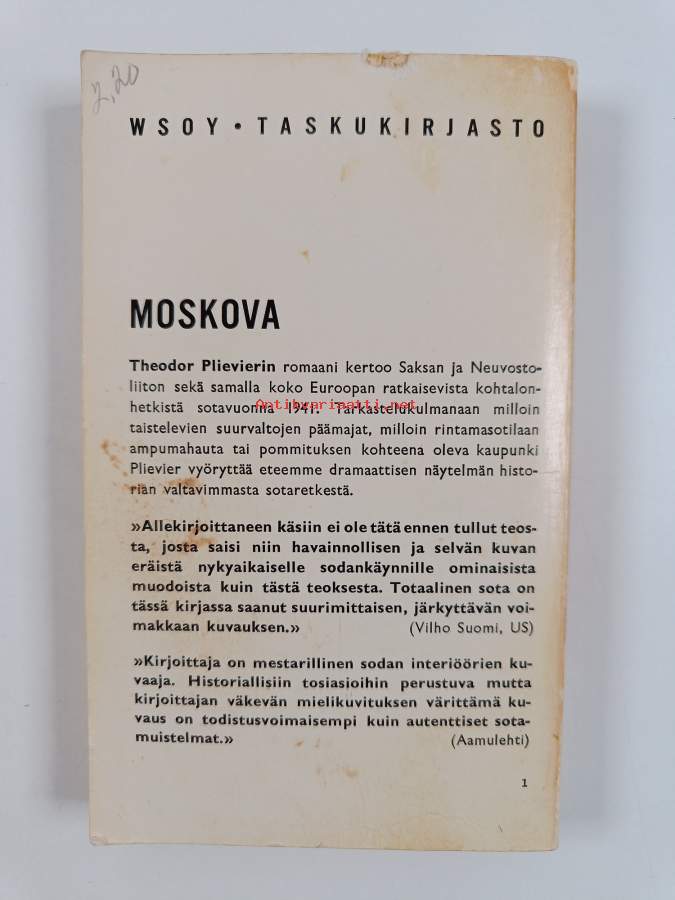 2,20
WSOY • TASKUKIRJASTO
MOSKOVA
Theodor Plievierin romaani kertoo Saksan ja Neuvosto-
liiton sekä samalla koko Euroopan ratkaisevista kohtalon-
hetkistä sotavuonna 1941. Tarkastelukulmanaan milloin
Antikvariaatti.net
taistelevien suurvaltojen päämajat, milloin rintamasotilaan
ampumahauta tai pommituksen kohteena oleva kaupunki
Plievier vyöryttää eteemme dramaattisen näytelmän histo-
rian valtavimmasta sotaretkestä.
»Allekirjoittaneen käsiin ei ole tätä ennen tullut teos-
ta, josta saisi niin havainnollisen ja selvän kuvan
eräistä nykyaikaiselle sodankäynnille ominaisista
muodoista kuin tästä teoksesta. Totaalinen sota on
tässä kirjassa saanut suurimittaisen, järkyttävän voi-
makkaan kuvauksen.» (Vilho Suomi, US)
»Kirjoittaja on mestarillinen sodan interiöörien ku-
vaaja. Historiallisiin tosiasioihin perustuva mutta
kirjoittajan väkevän mielikuvituksen värittämä ku-
vaus on todistusvoimaisempi kuin autenttiset sota-
muistelmat.» (Aamulehti)
1